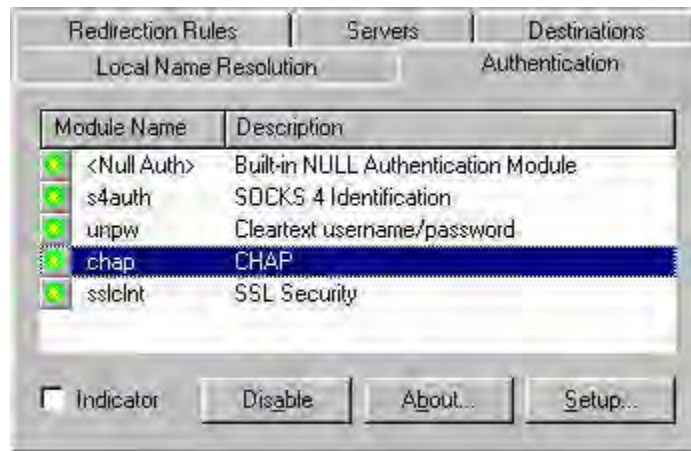 Redirection Rules Servers Destinations
Local Name Resolution Authentication
Module Name Description
<Null Auth> Built-in NULL Authentication Module
s4auth SOCKS 4 Identification
unpw Cleartext username/password
chap CHAP
sslclnt SSL Security
Indicator Disable About... Setup...